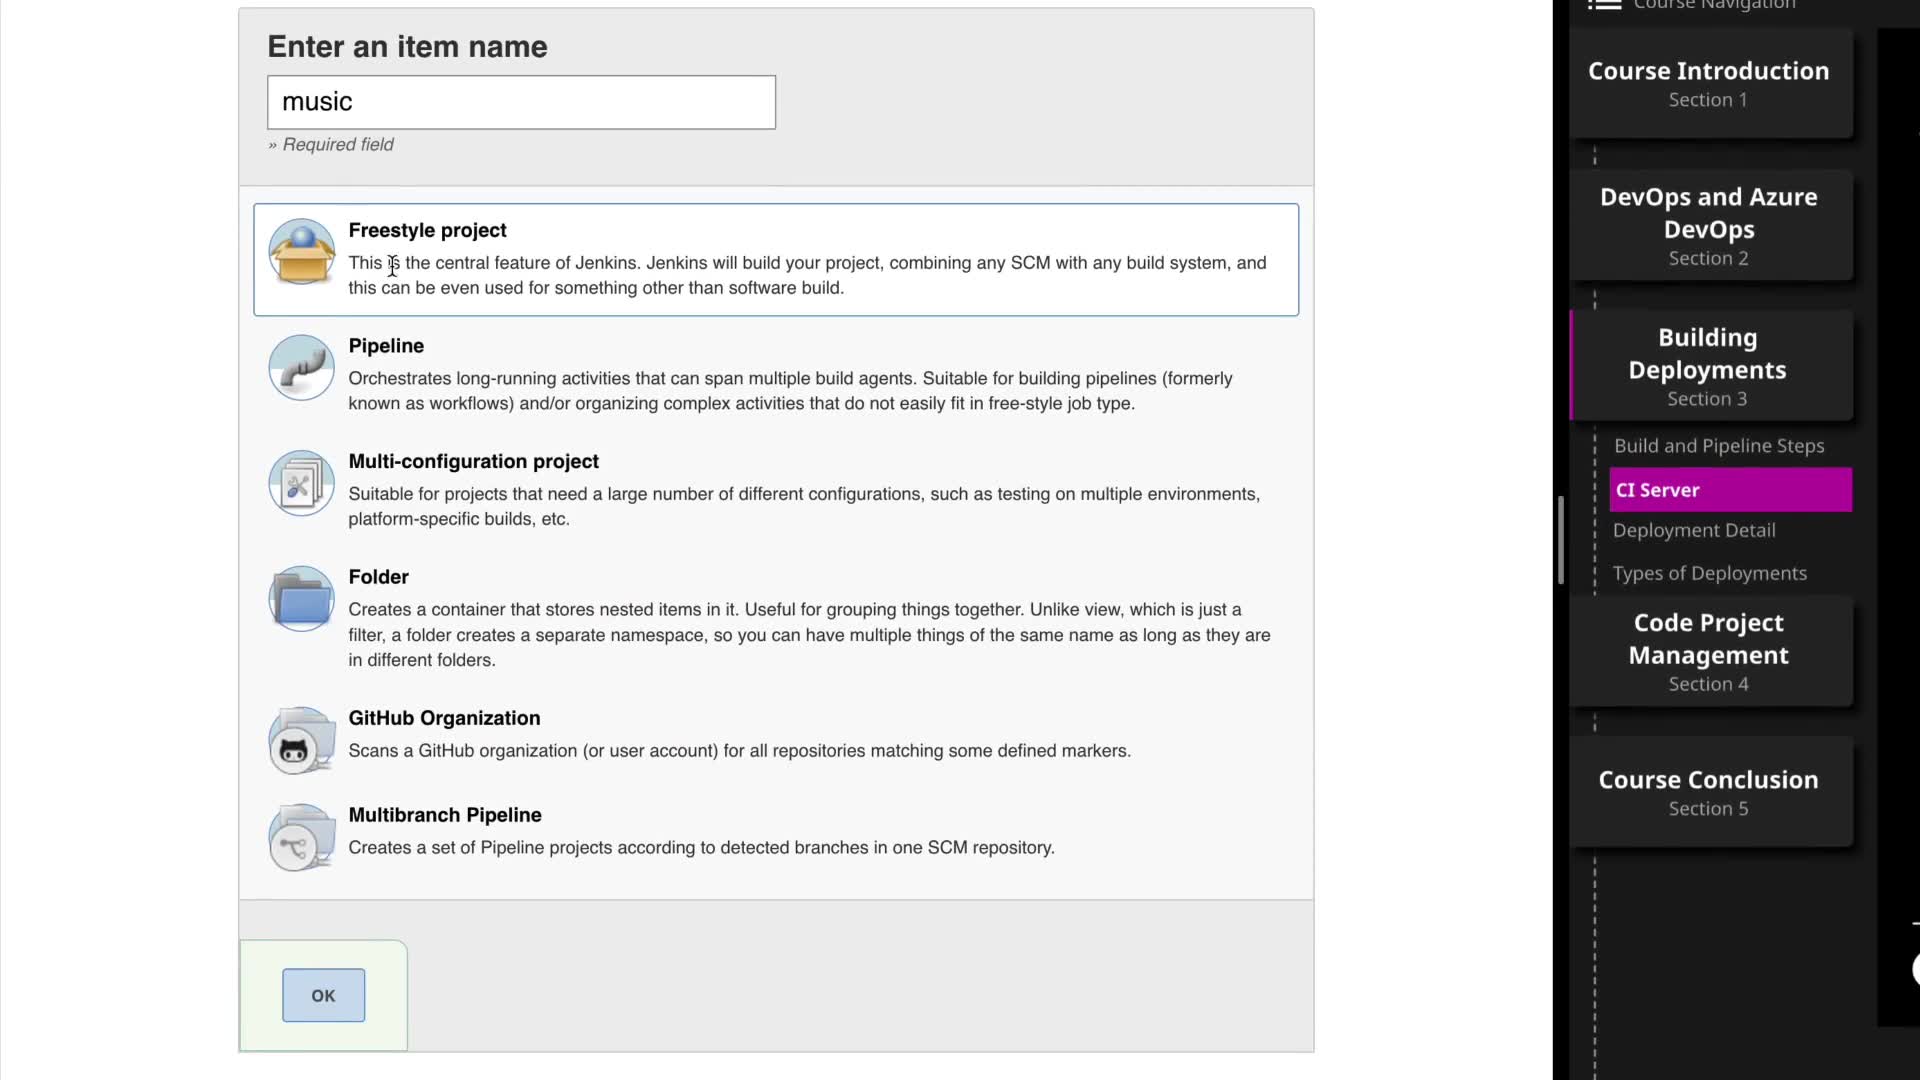 Enter an item name
music
» Required field
Freestyle project
This is the central feature of Jenkins. Jenkins will build your project, combining any SCM with any build system, and
this can be even used for something other than software build.
Pipeline
Orchestrates long-running activities that can span multiple build agents. Suitable for building pipelines (formerly
known as workflows) and/or organizing complex activities that do not easily fit in free-style job type.
Multi-configuration project
Suitable for projects that need a large number of different configurations, such as testing on multiple environments,
platform-specific builds, etc.
Folder
Creates a container that stores nested items in it. Useful for grouping things together. Unlike view, which is just a
filter, a folder creates a separate namespace, so you can have multiple things of the same name as long as they are
in different folders.
GitHub Organization
Scans a GitHub organization (or user account) for all repositories matching some defined markers.
Multibranch Pipeline
Creates a set of Pipeline projects according to detected branches in one SCM repository.
OK
Course Navigation
Course Introduction
Section 1
DevOps and Azure
DevOps
Section 2
Building
Deployments
Section 3
Build and Pipeline Steps
CI Server
Deployment Detail
Types of Deployments
Code Project
Management
Section 4
Course Conclusion
Section 5